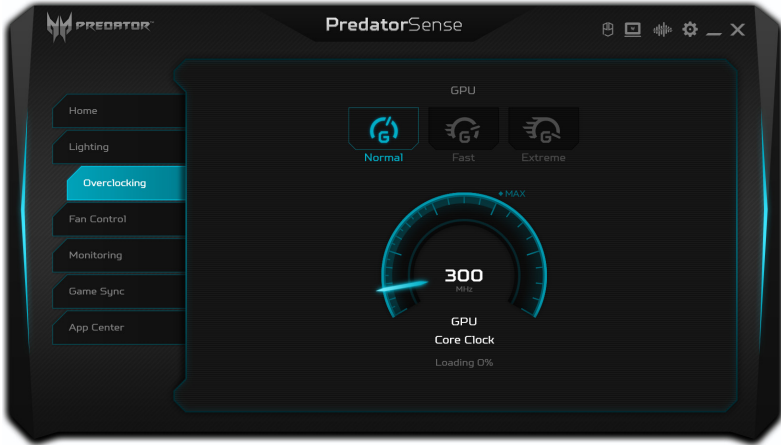 PREDATOR
PredatorSense
Home
Lighting
Overclocking
Fan Control
Monitoring
Game Sync
App Center
GPU
G
G
G
Normal
Fast
Extreme
MAX
300
MHz
GPU
Core Clock
Loading 0%